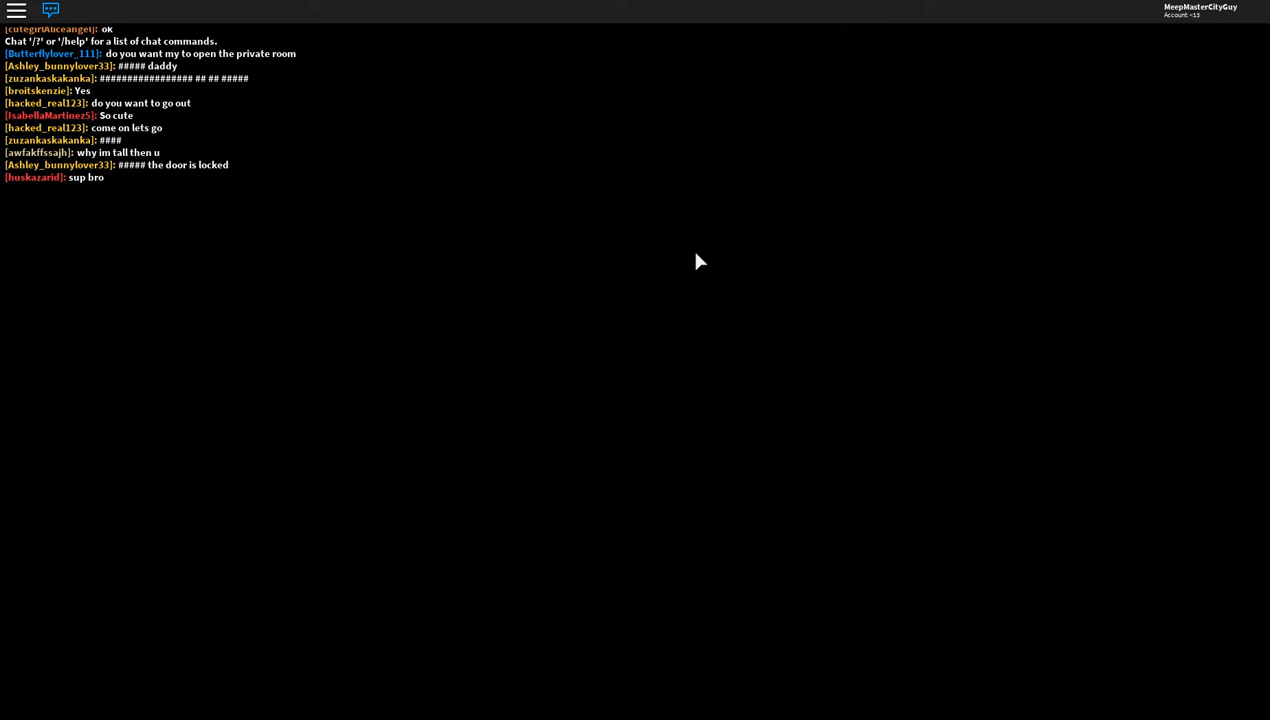 MeepMasterCityGuy
Account: <13
[cutegirlAliceangel]: ok
Chat '/?' or '/help' for a list of chat commands.
[Butterflylover_111]: do you want my to open the private room
[Ashley_bunnylover33]: ##### daddy
[zuzankaskakanka]: ################# ## ## #####
[broitskenzie]: Yes
[hacked_real123]: do you want to go out
[IsabellaMartinez5]: So cute
[hacked_real123]: come on lets go
[zuzankaskakanka]: ####
[awfakffssajh]: why im tall then u
[Ashley_bunnylover33]: ##### the door is locked
[huskazarid]: sup bro